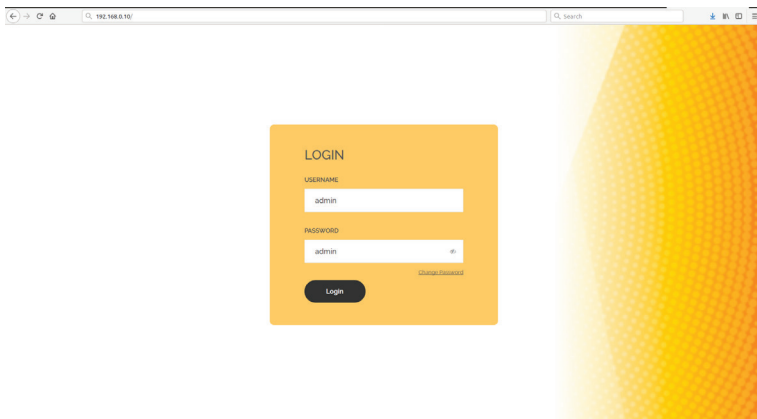 192.168.0.10/
Search
LOGIN
USERNAME
admin
PASSWORD
admin
Change Password
Login